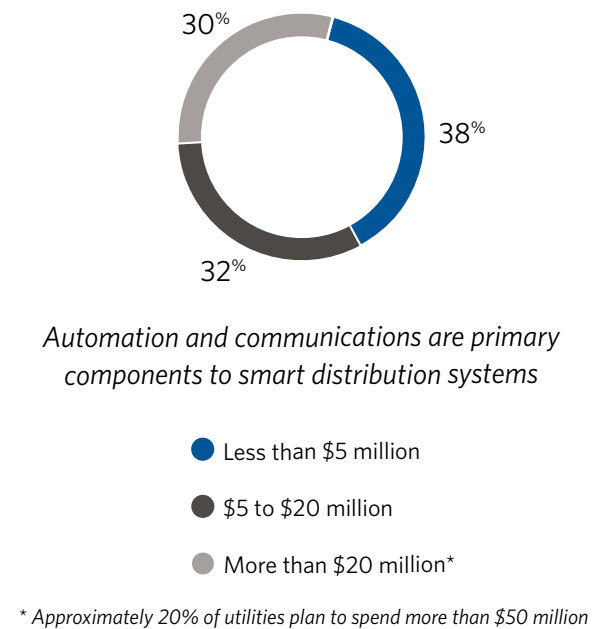 30%
38%
32%
Automation and communications are primary
components to smart distribution systems
Less than $5 million
$5 to $20 million
More than $20 million*
* Approximately 20% of utilities plan to spend more than $50 million